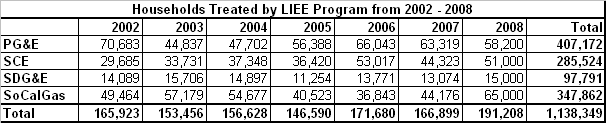 Households Treated by LIEE Program from 2002 - 2008
2002 2003 2004 2005 2006 2007 2008 Total
PG&E 70,683 44,837 47,702 56,388 66,043 63,319 58,200 407,172
SCE 29,685 33,731 37,348 36,420 53,017 44,323 51,000 285,524
SDG&E 14,089 15,706 14,897 11,254 13,771 13,074 15,000 97,791
SoCalGas 49,464 57,179 54,677 40,523 36,843 44,176 65,000 347,862
Total 165,923 153,456 156,628 146,590 171,680 166,899 191,208 1,138,349